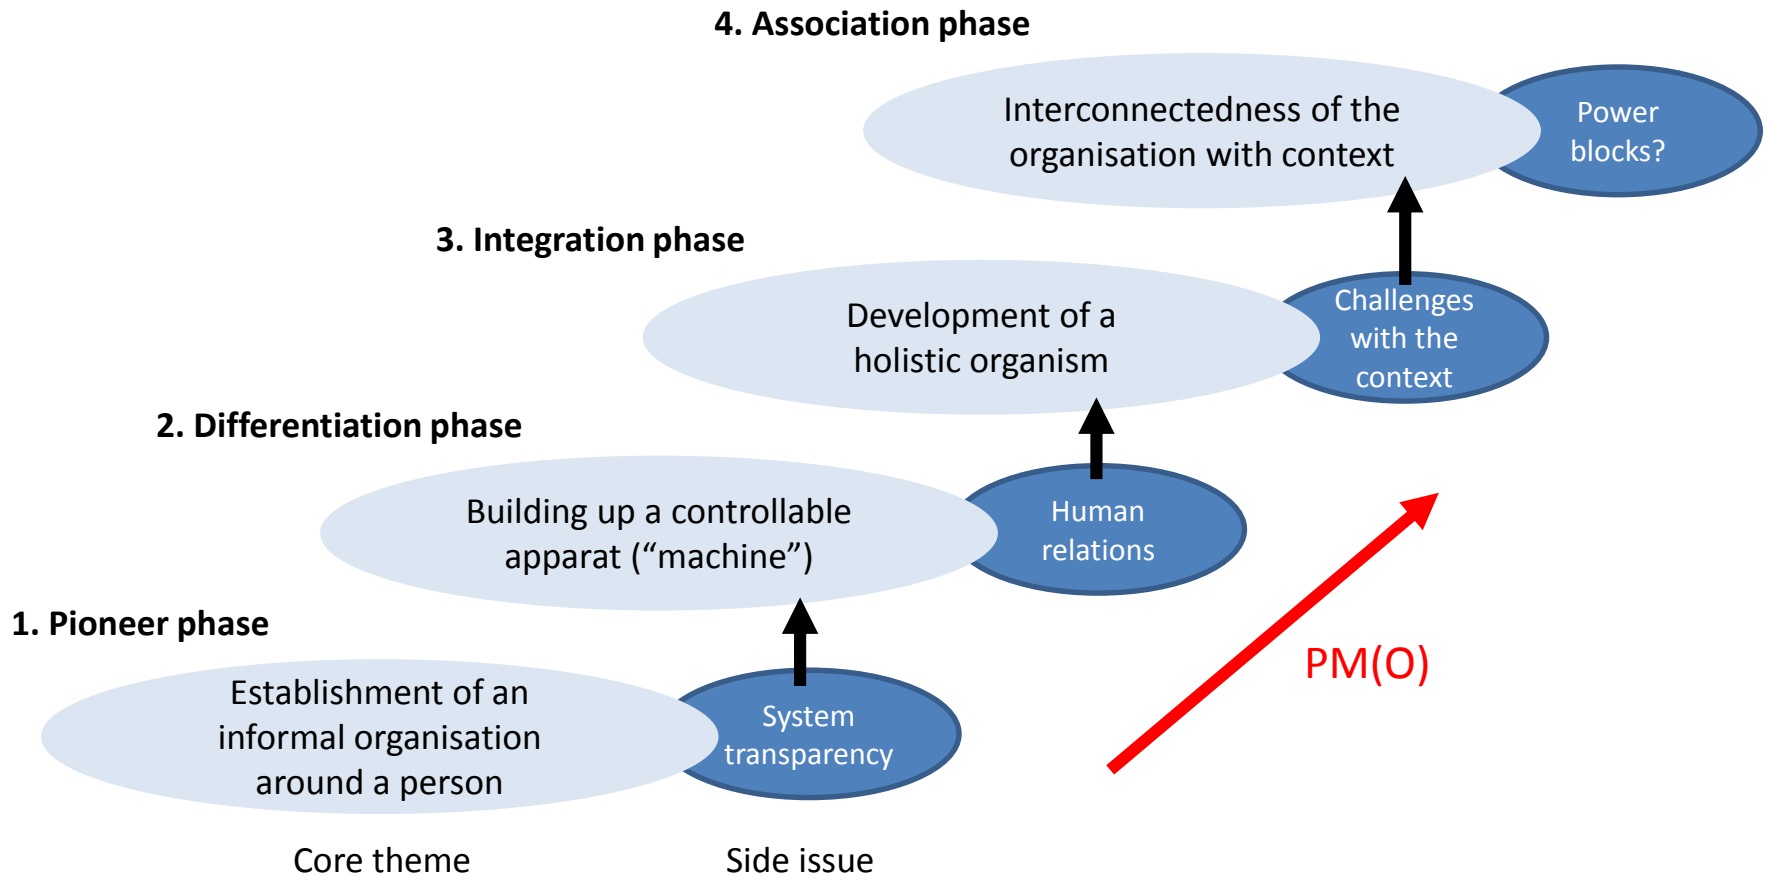 4. Association phase
Interconnectedness of the
organisation with context
Power
blocks?
3. Integration phase
Development of a
holistic organism
Challenges
with the
context
2. Differentiation phase
Building up a controllable
apparat (“machine”)
Human
relations
1. Pioneer phase
Establishment of an
informal organisation
around a person
System
transparency
PM(O)
Core theme
Side issue